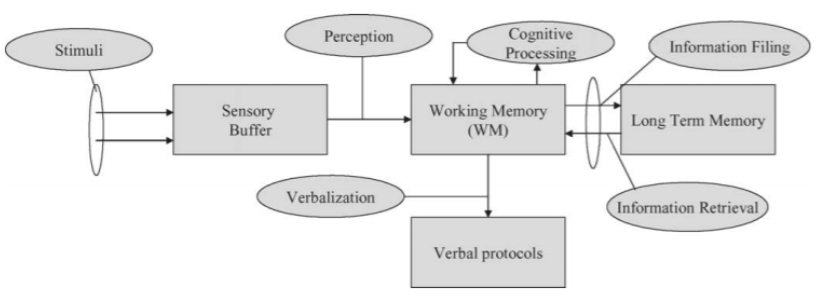 Stimuli
Perception
Cognitive
Processing
Information Filing
Sensory
Buffer
Working Memory
(WM)
Long Term Memory
Verbalization
Information Retrieval
Verbal protocols